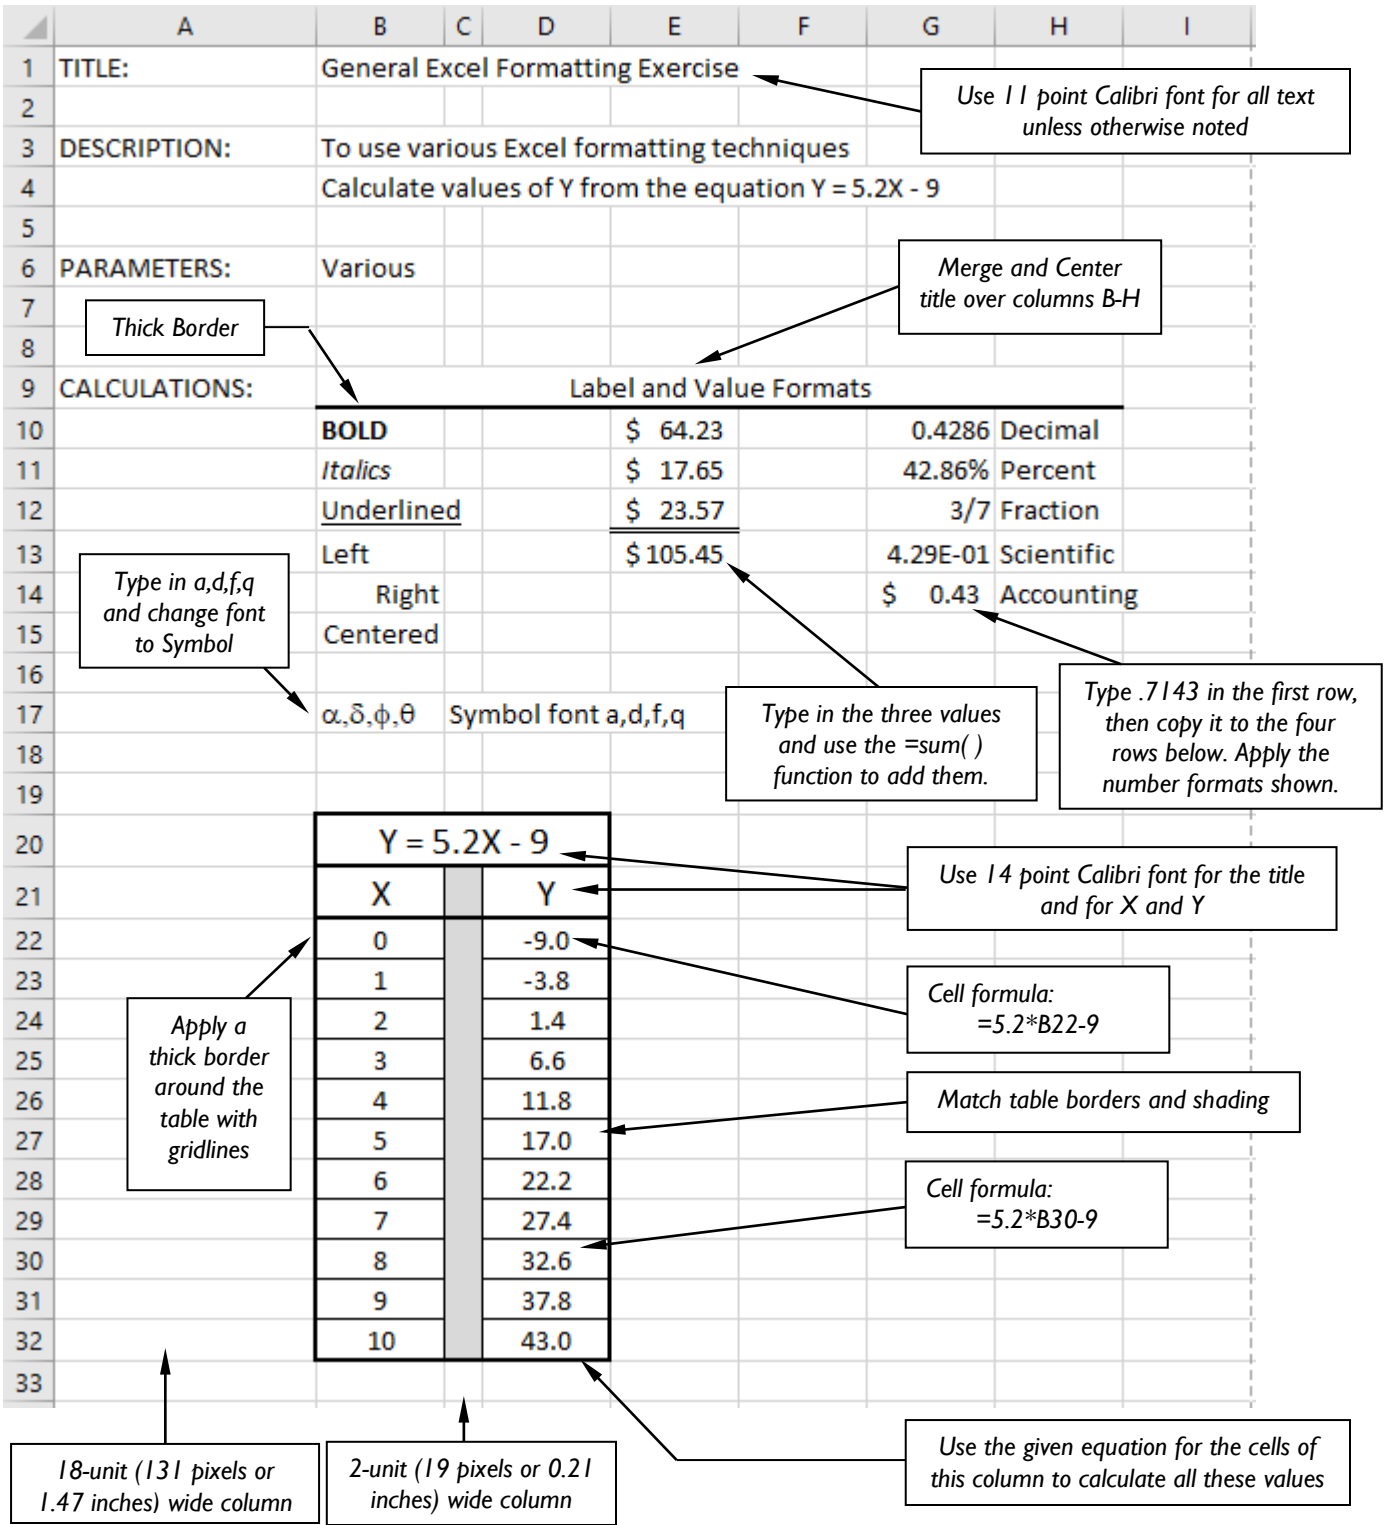 A B C D E F G H I
1 TITLE: General Excel Formatting Exercise
Use 11 point Calibri font for all text
unless otherwise noted
2
3 DESCRIPTION: To use various Excel formatting techniques
4 Calculate values of Y from the equation Y = 5.2X - 9
5
6 PARAMETERS: Various
Merge and Center
title over columns B-H
7
Thick Border
8
9 CALCULATIONS: Label and Value Formats
10 BOLD $ 64.23 0.4286 Decimal
11 Italics $ 17.65 42.86% Percent
12 Underlined $ 23.57 3/7 Fraction
13 Left $ 105.45 4.29E-01 Scientific
14 Right $ 0.43 Accounting
15 Centered
Type in a,d,f,q
and change font
to Symbol
16
17 α,δ,φ,θ Symbol font a,d,f,q
Type in the three values
and use the =sum( )
function to add them.
Type .7143 in the first row,
then copy it to the four
rows below. Apply the
number formats shown.
18
19
20 Y = 5.2X - 9
21 X Y
Use 14 point Calibri font for the title
and for X and Y
22 0 -9.0
23 1 -3.8
Cell formula:
=5.2*B22-9
24 2 1.4
25 3 6.6
Apply a
thick border
around the
table with
gridlines
26 4 11.8
Match table borders and shading
27 5 17.0
28 6 22.2
29 7 27.4
Cell formula:
=5.2*B30-9
30 8 32.6
31 9 37.8
32 10 43.0
33
18-unit (131 pixels or
1.47 inches) wide column
2-unit (19 pixels or 0.21
inches) wide column
Use the given equation for the cells of
this column to calculate all these values